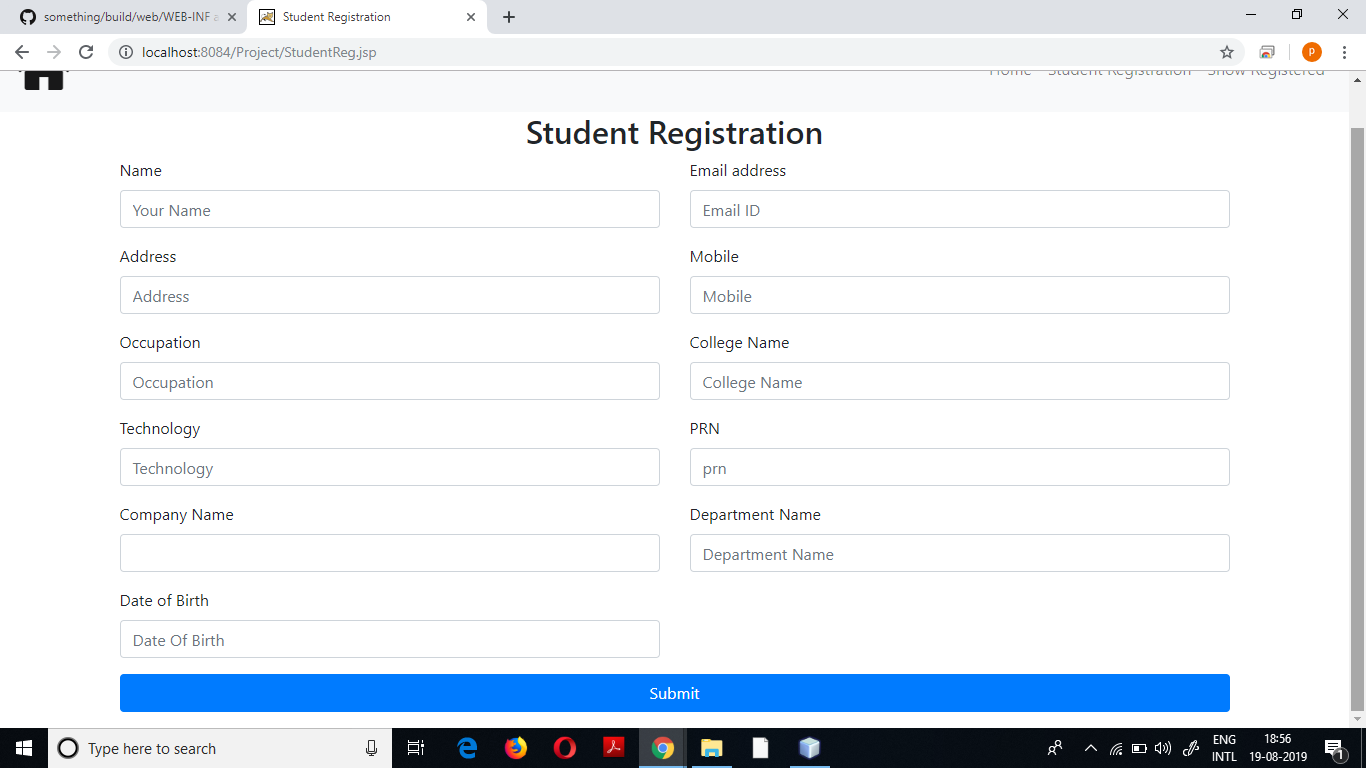 something/build/web/WEB-INF a
Student Registration
localhost:8084/Project/StudentReg.jsp
P
Home Student Registration Show Registered
Student Registration
Name Email address
Your Name Email ID
Address Mobile
Address Mobile
Occupation College Name
Occupation College Name
Technology PRN
Technology prn
Company Name Department Name
Department Name
Date of Birth
Date Of Birth
Submit
Type here to search
ENG 18:56
INTL 19-08-2019
1